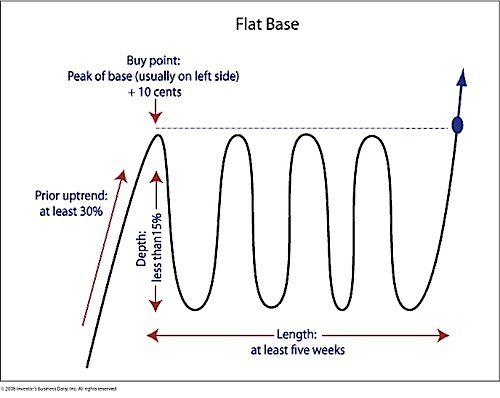 Flat Base
Buy point:
Peak of base (usually on left side)
+ 10 cents
Prior uptrend:
at least 30%
Depth:
less than15%
Length:
at least five weeks
© 2008 Investor's Business Daily, Inc. All rights reserved